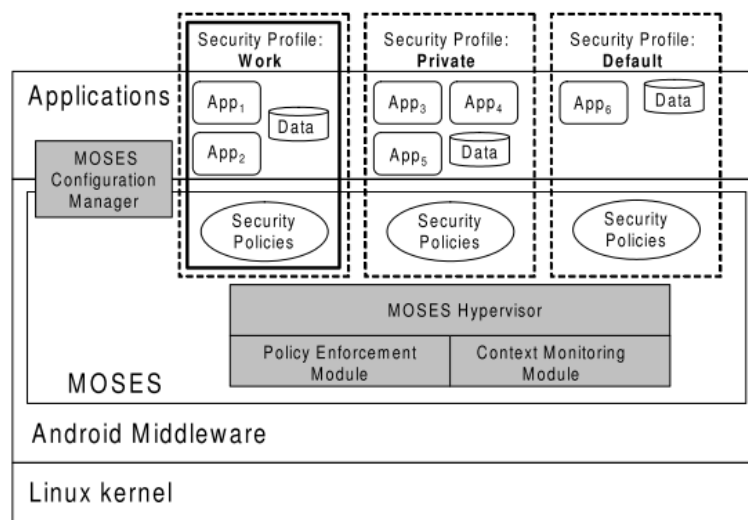 Security Profile:
Work
Security Profile:
Private
Security Profile:
Default
Applications
App1
Data
App2
App3
App4
App5
Data
App6
Data
MOSES
Configuration
Manager
Security
Policies
Security
Policies
Security
Policies
MOSES Hypervisor
Policy Enforcement
Module
Context Monitoring
Module
MOSES
Android Middleware
Linux kernel